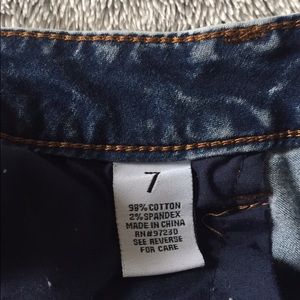 7
98% COTTON
2% SPANDEX
MADE IN CHINA
RN#97230
SEE REVERSE
FOR CARE